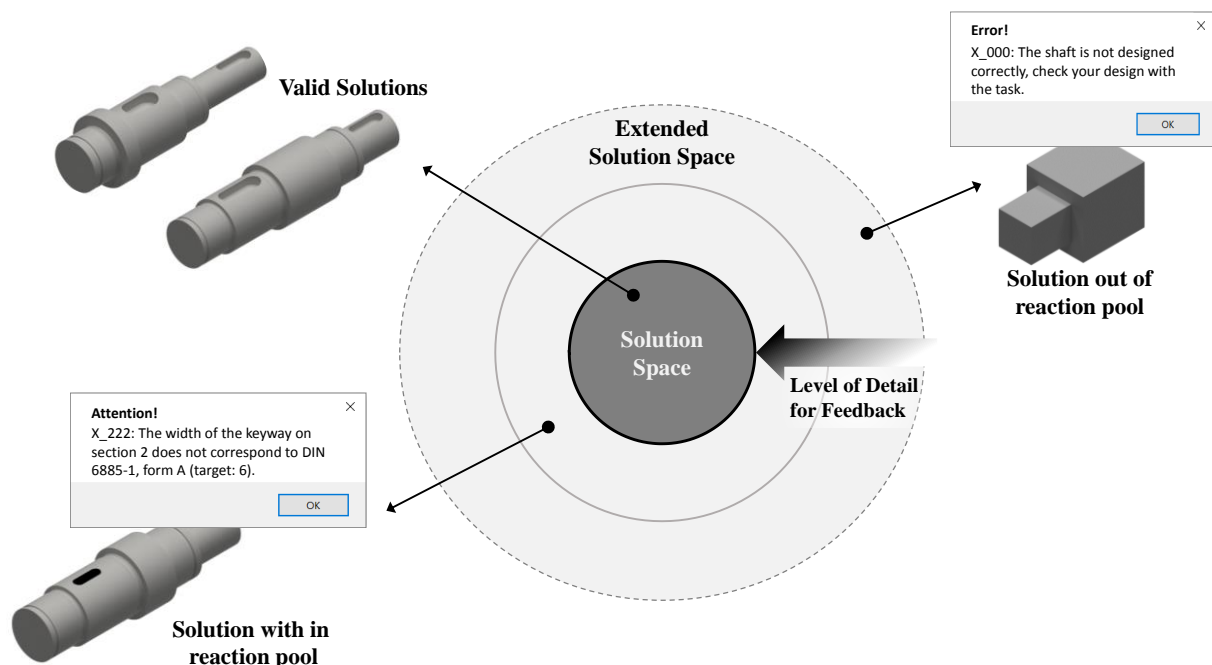 Valid Solutions
Error!
X_000: The shaft is not designed
correctly, check your design with
the task.
OK
Extended
Solution Space
Solution out of
reaction pool
Solution
Space
Level of Detail
for Feedback
Attention!
X_222: The width of the keyway on
section 2 does not correspond to DIN
6885-1, form A (target: 6).
OK
Solution with in
reaction pool